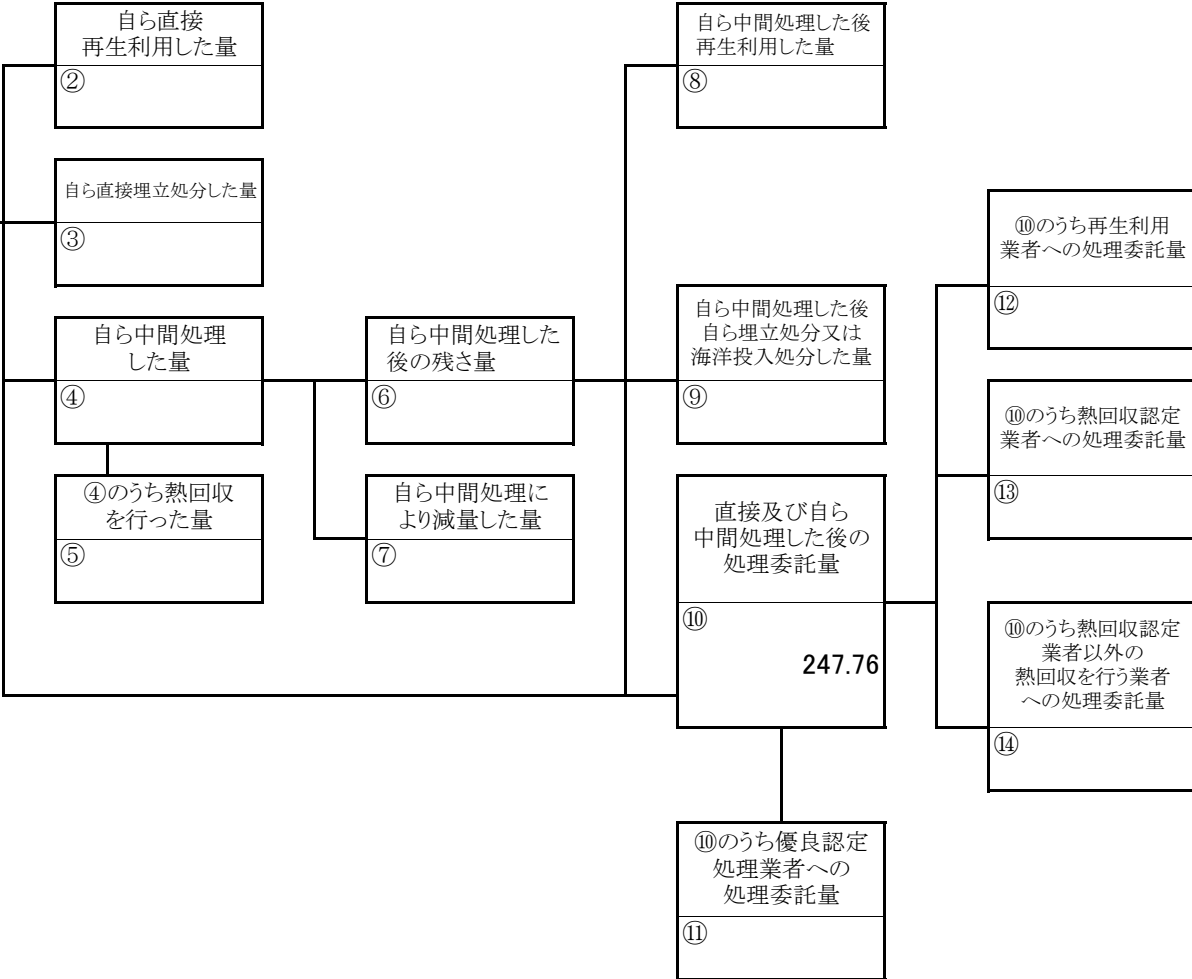 自ら直接
再生利用した量
②
自ら直接埋立処分した量
③
自ら中間処理
した量
④
④のうち熱回収
を行った量
⑤
自ら中間処理した
後の残さ量
⑥
自ら中間処理に
より減量した量
⑦
自ら中間処理した後
再生利用した量
⑧
自ら中間処理した後
自ら埋立処分又は
海洋投入処分した量
⑨
直接及び自ら
中間処理した後の
処理委託量
⑩
247.76
⑩のうち優良認定
処理業者への
処理委託量
⑪
⑩のうち再生利用
業者への処理委託量
⑫
⑩のうち熱回収認定
業者への処理委託量
⑬
⑩のうち熱回収認定
業者以外の
熱回収を行う業者
への処理委託量
⑭